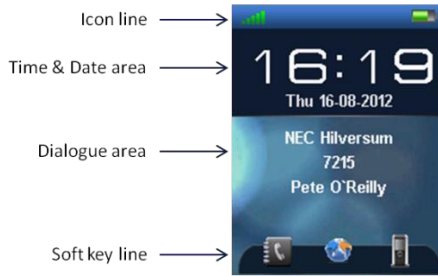 Icon line
Time & Date area
16:19
Thu 16-08-2012
Dialogue area
NEC Hilversum
7215
Pete O`Reilly
Soft key line